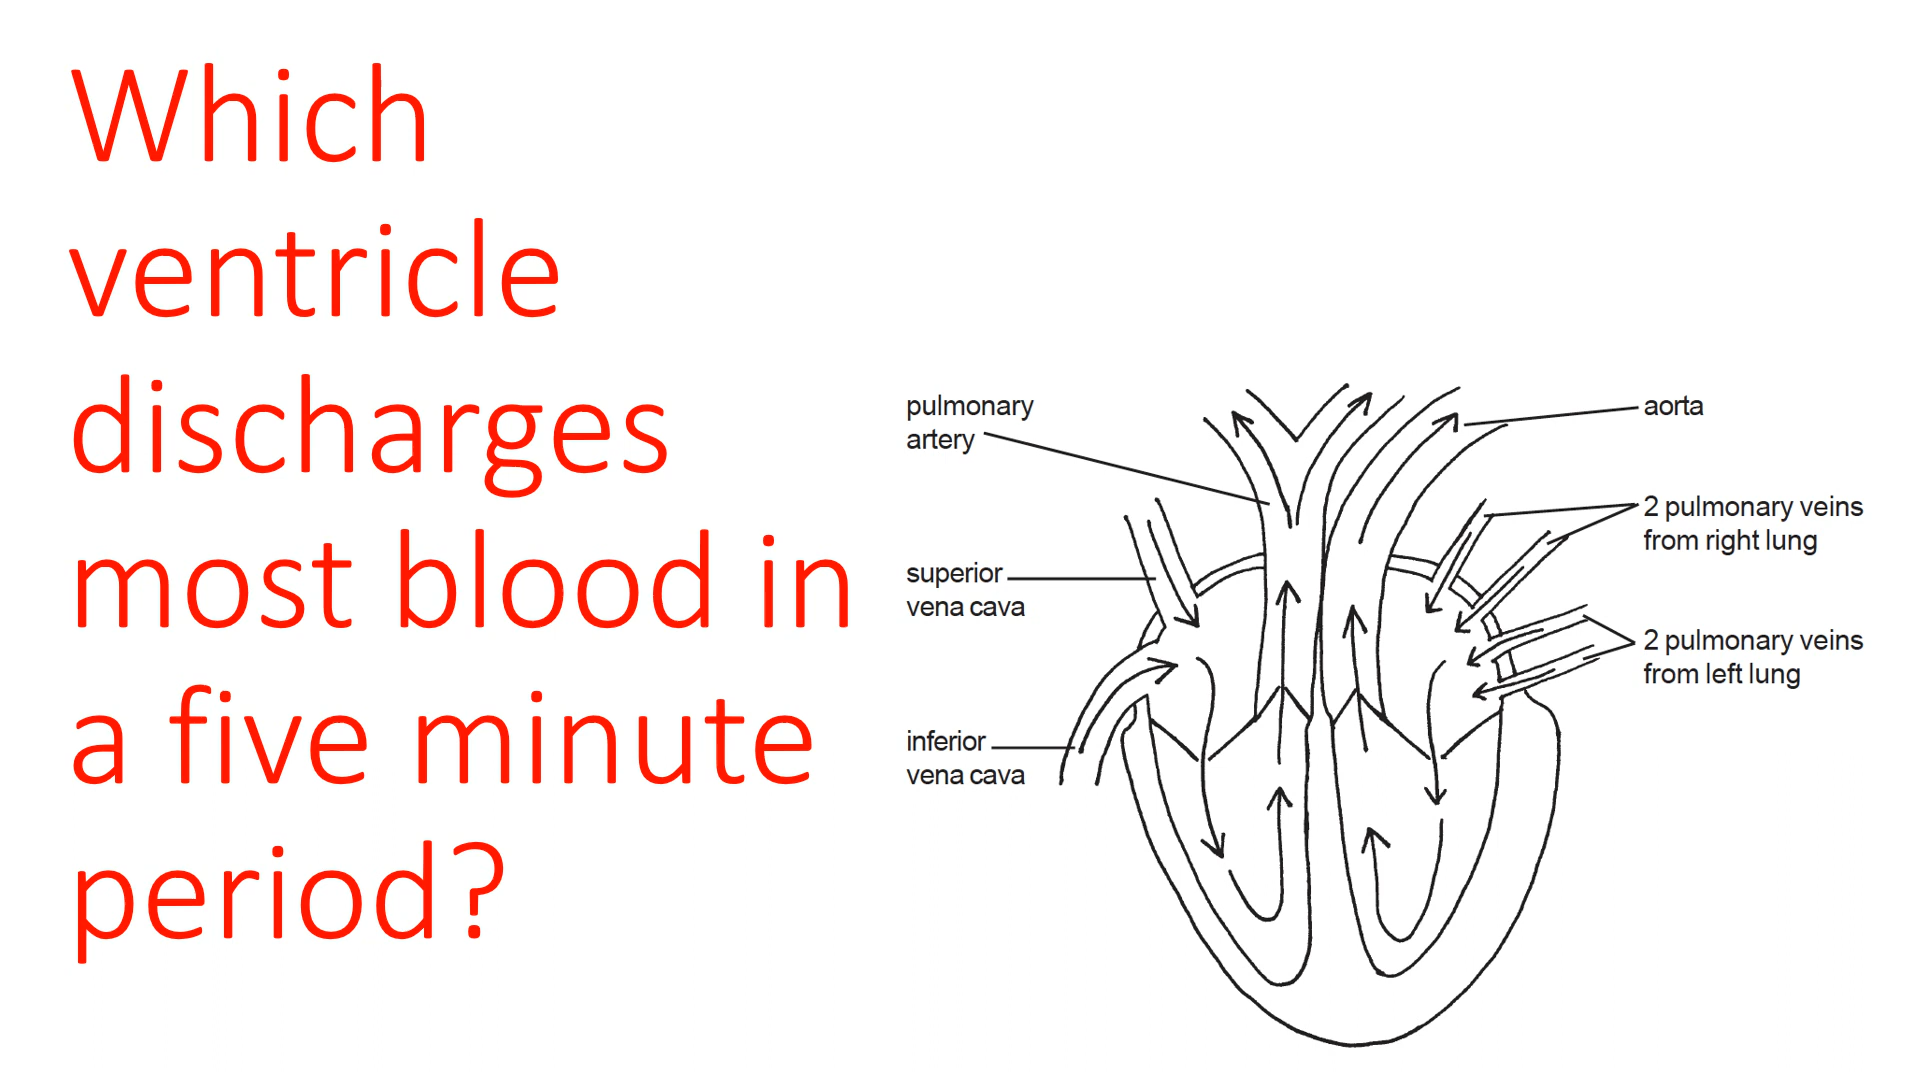 Which
ventricle
discharges
most blood in
a five minute
period?
pulmonary
artery
superior
vena cava
inferior
vena cava
aorta
2 pulmonary veins
from right lung
2 pulmonary veins
from left lung